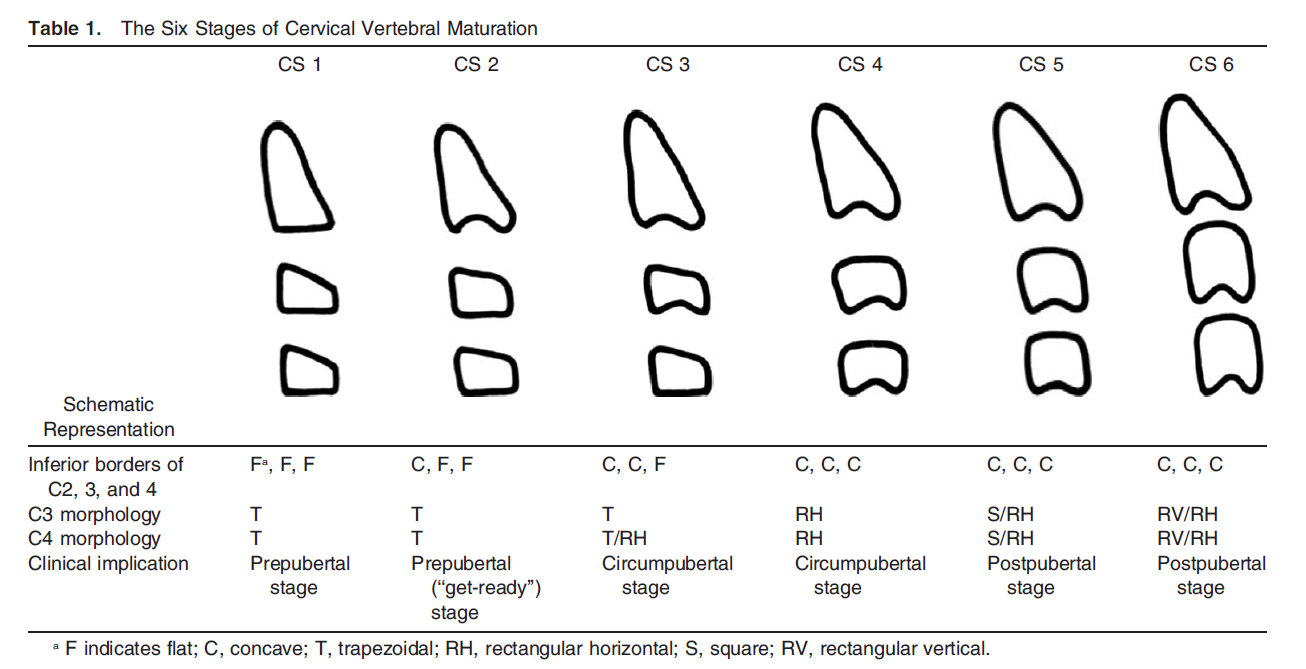 Table 1. The Six Stages of Cervical Vertebral Maturation
CS 1 CS 2 CS 3 CS 4 CS 5 CS 6
Schematic
Representation
Inferior borders of Fᵃ, F, F C, F, F C, C, F C, C, C C, C, C C, C, C
C2, 3, and 4
C3 morphology T T T RH S/RH RV/RH
C4 morphology T T T/RH RH S/RH RV/RH
Clinical implication Prepubertal Prepubertal Circumpubertal Circumpubertal Postpubertal Postpubertal
stage (“get-ready”) stage stage stage stage
stage
ᵃ F indicates flat; C, concave; T, trapezoidal; RH, rectangular horizontal; S, square; RV, rectangular vertical.